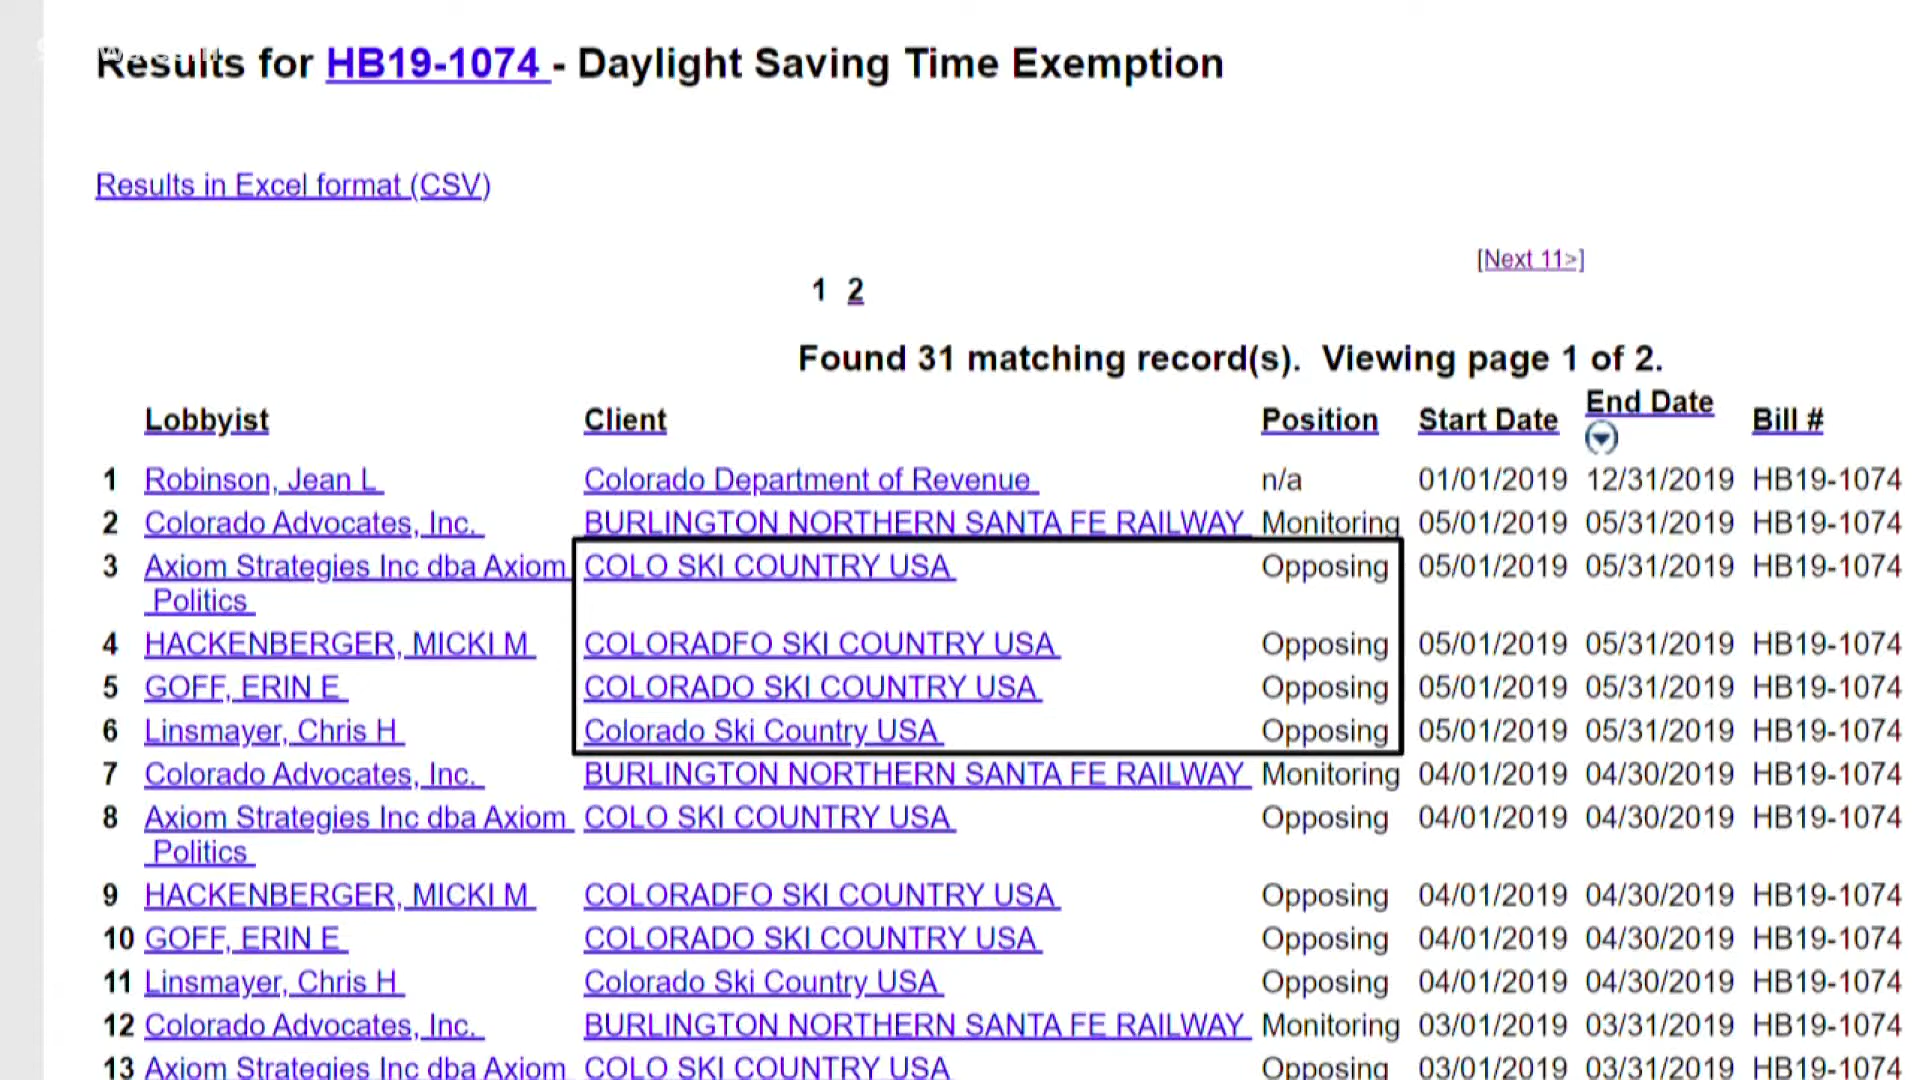 Results for HB19-1074 - Daylight Saving Time Exemption
Results in Excel format (CSV)
[Next 11>]
1 2
Found 31 matching record(s). Viewing page 1 of 2.
Lobbyist Client Position Start Date End Date Bill #
1 Robinson, Jean L Colorado Department of Revenue n/a 01/01/2019 12/31/2019 HB19-1074
2 Colorado Advocates, Inc. BURLINGTON NORTHERN SANTA FE RAILWAY Monitoring 05/01/2019 05/31/2019 HB19-1074
3 Axiom Strategies Inc dba Axiom COLO SKI COUNTRY USA Opposing 05/01/2019 05/31/2019 HB19-1074
Politics
4 HACKENBERGER, MICKI M COLORADFO SKI COUNTRY USA Opposing 05/01/2019 05/31/2019 HB19-1074
5 GOFF, ERIN E COLORADO SKI COUNTRY USA Opposing 05/01/2019 05/31/2019 HB19-1074
6 Linsmayer, Chris H Colorado Ski Country USA Opposing 05/01/2019 05/31/2019 HB19-1074
7 Colorado Advocates, Inc. BURLINGTON NORTHERN SANTA FE RAILWAY Monitoring 04/01/2019 04/30/2019 HB19-1074
8 Axiom Strategies Inc dba Axiom COLO SKI COUNTRY USA Opposing 04/01/2019 04/30/2019 HB19-1074
Politics
9 HACKENBERGER, MICKI M COLORADFO SKI COUNTRY USA Opposing 04/01/2019 04/30/2019 HB19-1074
10 GOFF, ERIN E COLORADO SKI COUNTRY USA Opposing 04/01/2019 04/30/2019 HB19-1074
11 Linsmayer, Chris H Colorado Ski Country USA Opposing 04/01/2019 04/30/2019 HB19-1074
12 Colorado Advocates, Inc. BURLINGTON NORTHERN SANTA FE RAILWAY Monitoring 03/01/2019 03/31/2019 HB19-1074
13 Axiom Strategies Inc dba Axiom COLO SKI COUNTRY USA Opposing 03/01/2019 03/31/2019 HB19-1074